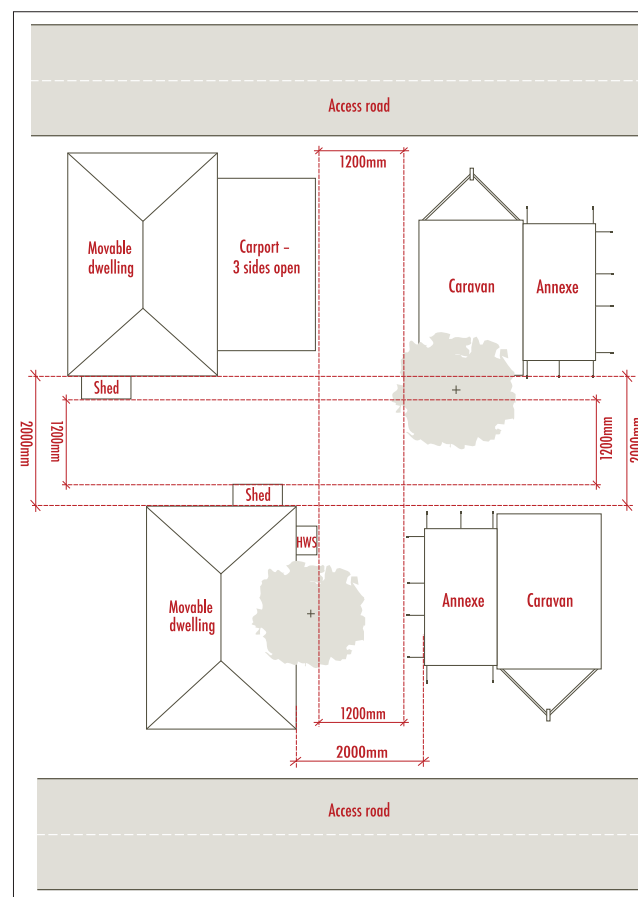 Access road
1200mm
Movable
dwelling
Carport –
3 sides open
Caravan
Annexe
Shed
2000mm
1200mm
1200mm
2000mm
Shed
HWS
Movable
dwelling
Annexe
Caravan
1200mm
2000mm
Access road